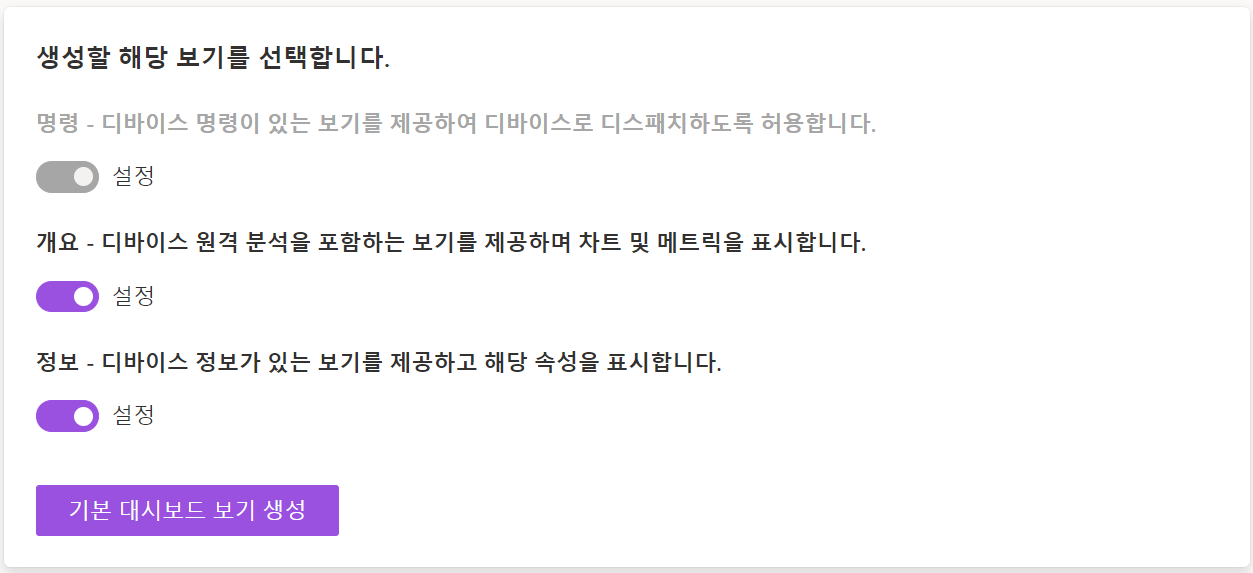 생성할 해당 보기를 선택합니다.
명령 - 디바이스 명령이 있는 보기를 제공하여 디바이스로 디스패치하도록 허용합니다.
설정
개요 - 디바이스 원격 분석을 포함하는 보기를 제공하며 차트 및 메트릭을 표시합니다.
설정
정보 - 디바이스 정보가 있는 보기를 제공하고 해당 속성을 표시합니다.
설정
기본 대시보드 보기 생성